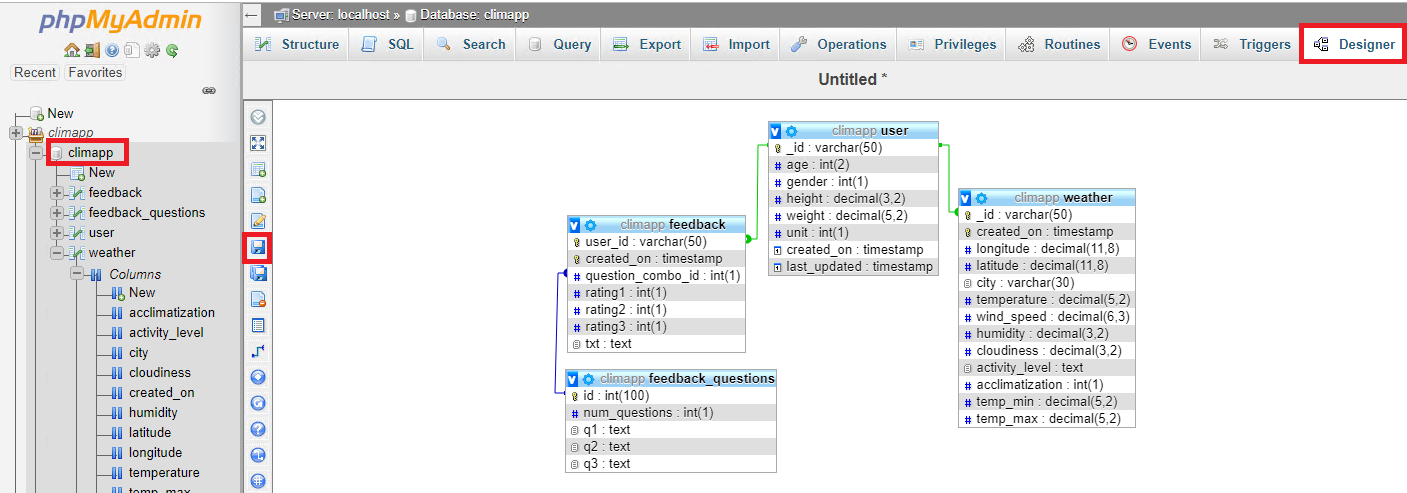 phpMyAdmin
Recent Favorites
New
climapp
climapp
New
feedback
feedback_questions
user
weather
Columns
New
acclimatization
activity_level
city
cloudiness
created_on
humidity
latitude
longitude
temperature
temp_max
Server: localhost » Database: climapp
Structure SQL Search Query Export Import Operations Privileges Routines Events Triggers Designer
Untitled *
climapp feedback
user_id : varchar(50)
created_on : timestamp
question_combo_id : int(1)
rating1 : int(1)
rating2 : int(1)
rating3 : int(1)
txt : text
climapp feedback_questions
id : int(100)
num_questions : int(1)
q1 : text
q2 : text
q3 : text
climapp user
_id : varchar(50)
age : int(2)
gender : int(1)
height : decimal(3,2)
weight : decimal(5,2)
unit : int(1)
created_on : timestamp
last_updated : timestamp
climapp weather
_id : varchar(50)
created_on : timestamp
longitude : decimal(11,8)
latitude : decimal(11,8)
city : varchar(30)
temperature : decimal(5,2)
wind_speed : decimal(6,3)
humidity : decimal(3,2)
cloudiness : decimal(3,2)
activity_level : text
acclimatization : int(1)
temp_min : decimal(5,2)
temp_max : decimal(5,2)